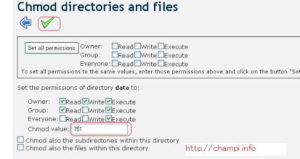 Chmod directories and files
Set all permissions
Owner: Read Write Execute
Group: Read Write Execute
Everyone: Read Write Execute
To set all permissions to the same values, enter those permissions above and click on the button "Set
Set the permissions of directory data to:
Owner: Read Write Execute
Group: Read Write Execute
Everyone: Read Write Execute
Chmod value: 751
Chmod also the subdirectories within this directory
Chmod also the files within this directory
http://champi.info